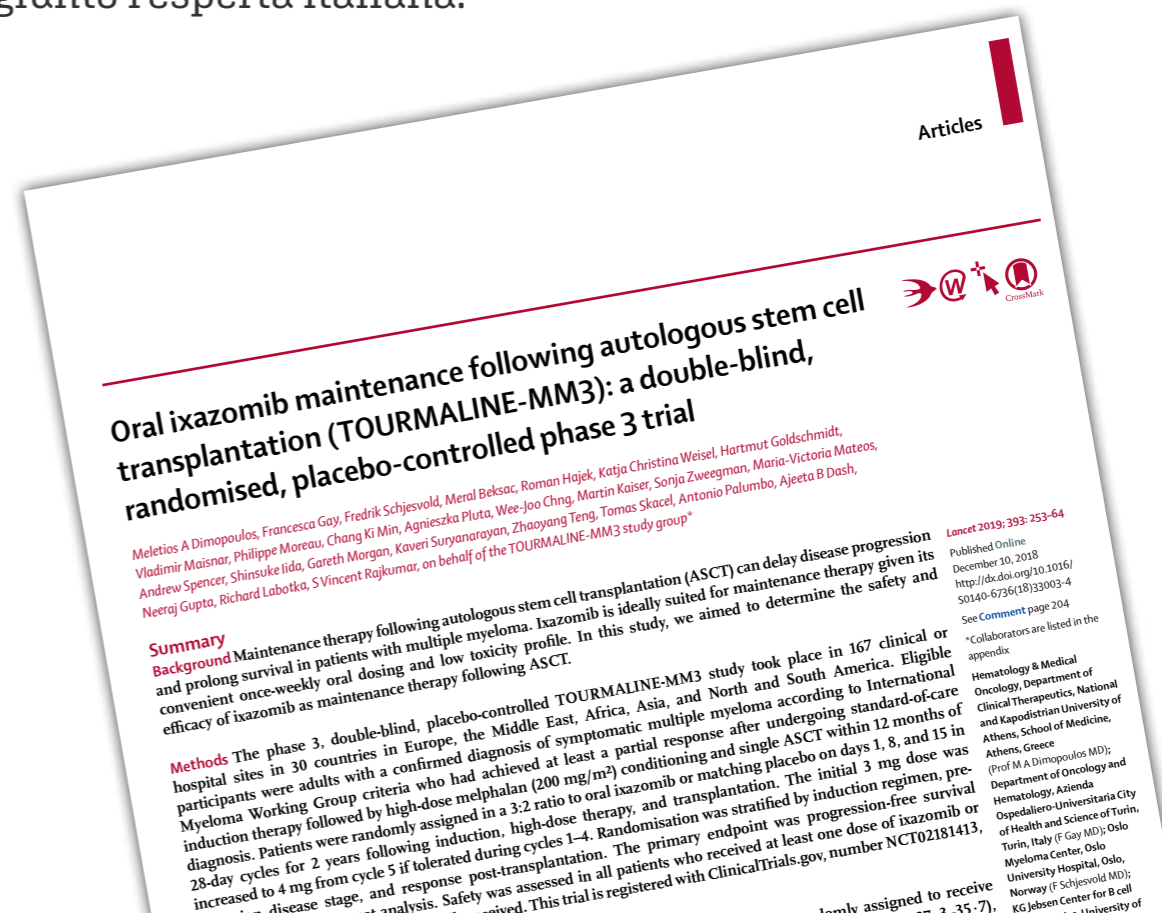 giunto l'esperta italiana.
Articles
CrossMark
Oral ixazomib maintenance following autologous stem cell
transplantation (TOURMALINE-MM3): a double-blind,
randomised, placebo-controlled phase 3 trial
Meletios A Dimopoulos, Francesca Gay, Fredrik Schjesvold, Meral Beksac, Roman Hajek, Katja Christina Weisel, Hartmut Goldschmidt,
Vladimir Maisnar, Philippe Moreau, Chang Ki Min, Agnieszka Pluta, Wee-Joo Chng, Martin Kaiser, Sonja Zweegman, Maria-Victoria Mateos,
Andrew Spencer, Shinsuke Iida, Gareth Morgan, Kaveri Suryanarayan, Zhaoyang Teng, Tomas Skacel, Antonio Palumbo, Ajeeta B Dash,
Neeraj Gupta, Richard Labotka, S Vincent Rajkumar, on behalf of the TOURMALINE-MM3 study group*
Summary
Background Maintenance therapy following autologous stem cell transplantation (ASCT) can delay disease progression
and prolong survival in patients with multiple myeloma. Ixazomib is ideally suited for maintenance therapy given its
convenient once-weekly oral dosing and low toxicity profile. In this study, we aimed to determine the safety and
efficacy of ixazomib as maintenance therapy following ASCT.
Methods The phase 3, double-blind, placebo-controlled TOURMALINE-MM3 study took place in 167 clinical or
hospital sites in 30 countries in Europe, the Middle East, Africa, Asia, and North and South America. Eligible
participants were adults with a confirmed diagnosis of symptomatic multiple myeloma according to International
Myeloma Working Group criteria who had achieved at least a partial response after undergoing standard-of-care
induction therapy followed by high-dose melphalan (200 mg/m²) conditioning and single ASCT within 12 months of
diagnosis. Patients were randomly assigned in a 3:2 ratio to oral ixazomib or matching placebo on days 1, 8, and 15 in
28-day cycles for 2 years following induction, high-dose therapy, and transplantation. The initial 3 mg dose was
increased to 4 mg from cycle 5 if tolerated during cycles 1–4. Randomisation was stratified by induction regimen, pre-
disease stage, and response post-transplantation. The primary endpoint was progression-free survival
analysis. Safety was assessed in all patients who received at least one dose of ixazomib or
received. This trial is registered with ClinicalTrials.gov, number NCT02181413,
assigned to receive
Lancet 2019; 393: 253–64
Published Online
December 10, 2018
http://dx.doi.org/10.1016/
S0140-6736(18)33003-4
See Comment page 204
*Collaborators are listed in the
appendix
Hematology & Medical
Oncology, Department of
Clinical Therapeutics, National
and Kapodistrian University of
Athens, School of Medicine,
Athens, Greece
(Prof M A Dimopoulos MD);
Department of Oncology and
Hematology, Azienda
Ospedaliero-Universitaria City
of Health and Science of Turin,
Turin, Italy (F Gay MD); Oslo
Myeloma Center, Oslo
University Hospital, Oslo,
Norway (F Schjesvold MD);
KG Jebsen Center for B cell
University of